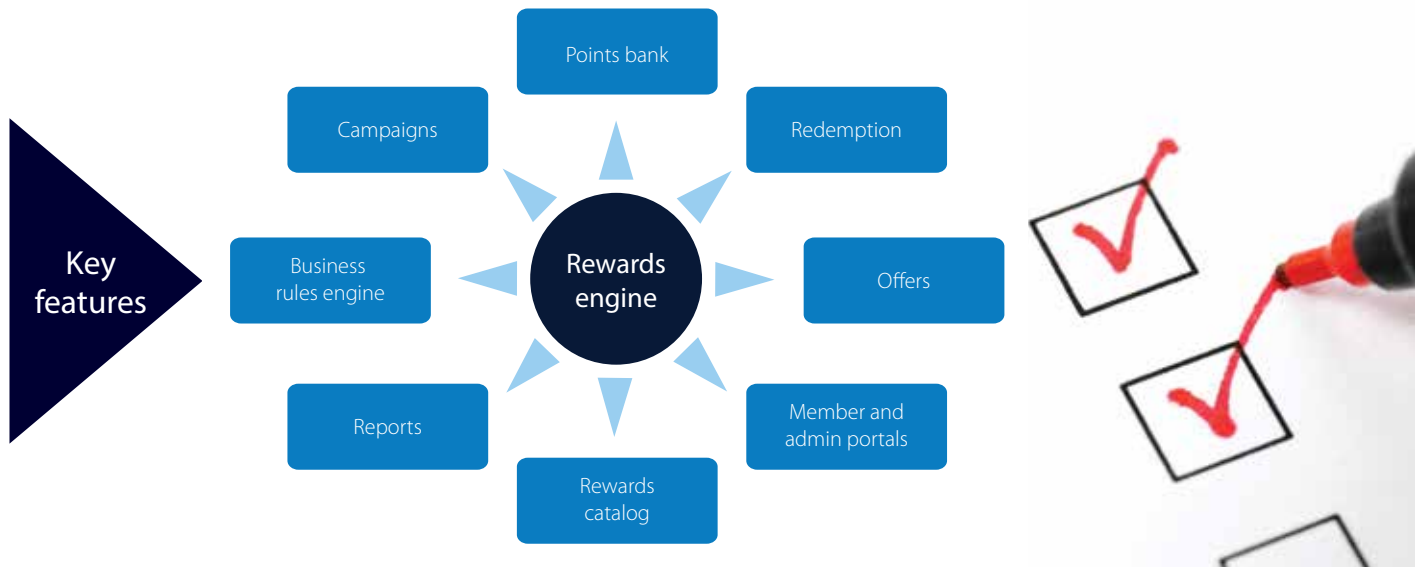 Points bank
Campaigns
Redemption
Key
features
Business
rules engine
Rewards
engine
Offers
Reports
Member and
admin portals
Rewards
catalog